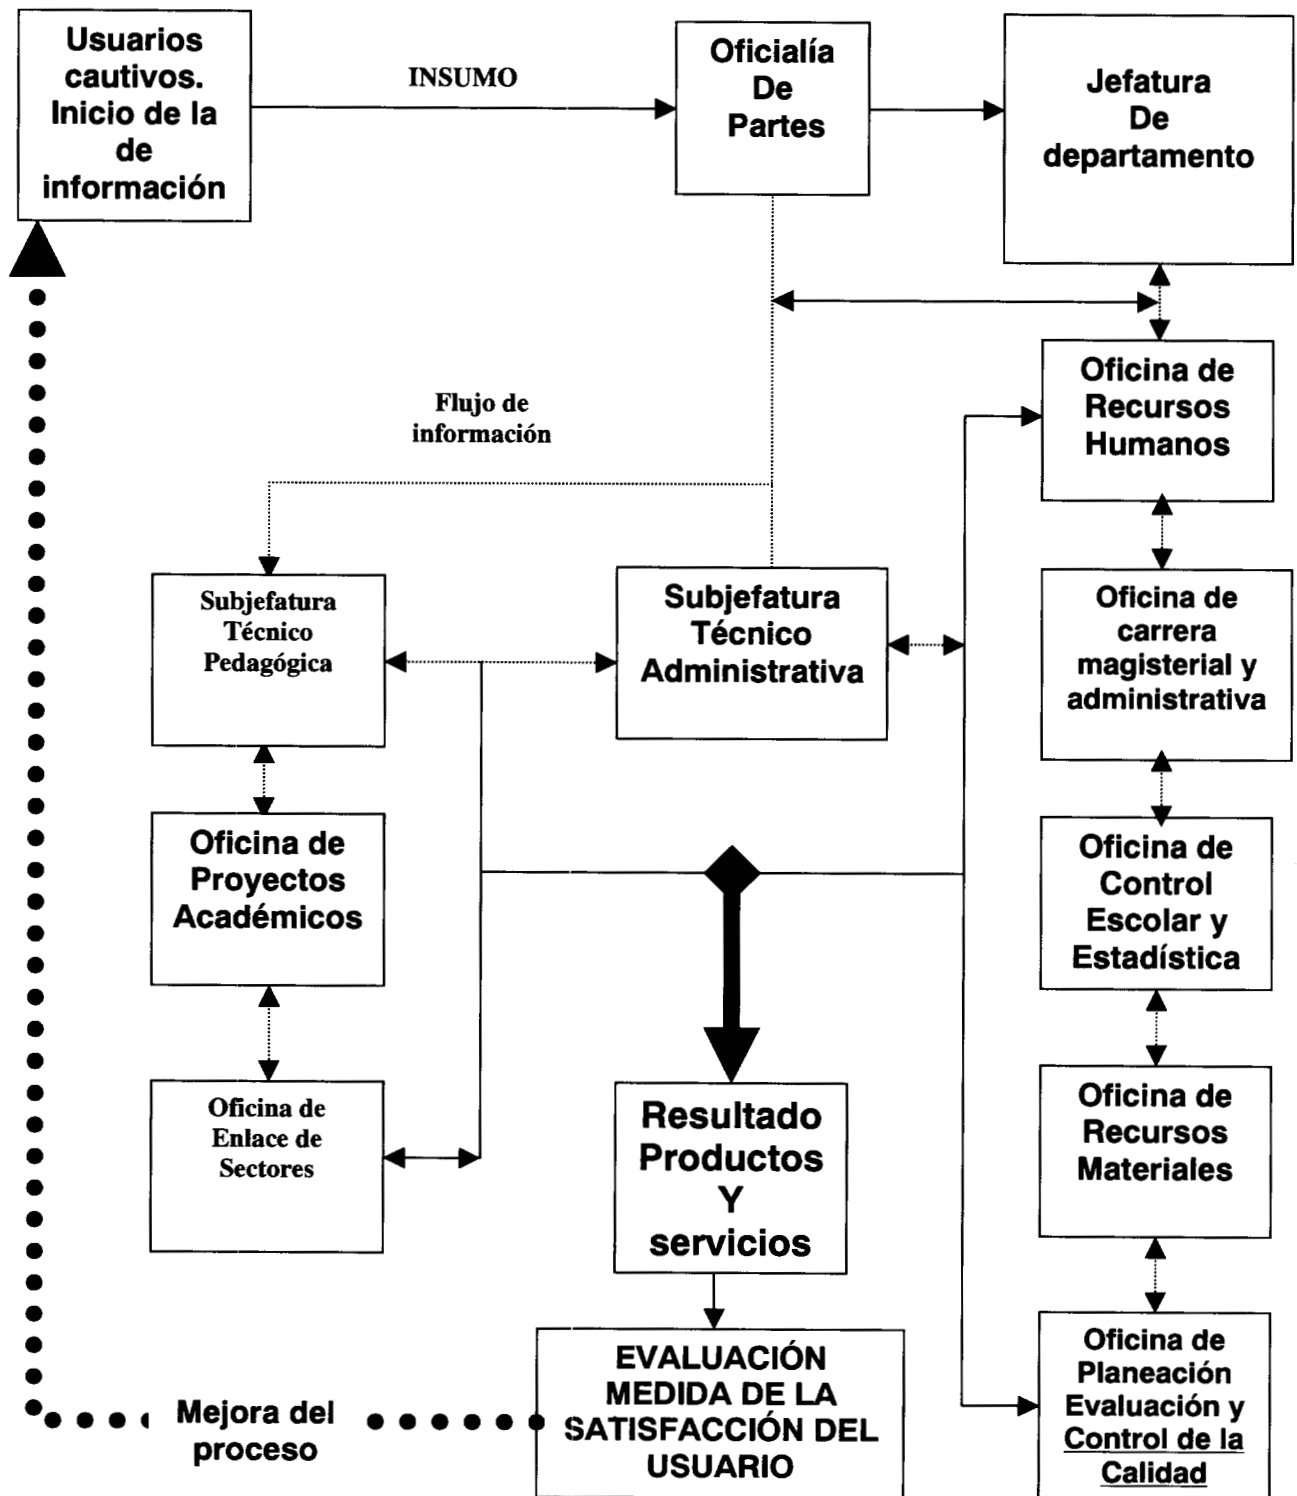 Usuarios
cautivos.
Inicio de la
de
información
INSUMO
Oficialía
De
Partes
Jefatura
De
departamento
Flujo de
información
Oficina de
Recursos
Humanos
Subjefatura
Técnico
Pedagógica
Subjefatura
Técnico
Administrativa
Oficina de
carrera
magisterial y
administrativa
Oficina de
Proyectos
Académicos
Oficina de
Control
Escolar y
Estadística
Oficina de
Enlace de
Sectores
Resultado
Productos
Y
servicios
Oficina de
Recursos
Materiales
Mejora del
proceso
EVALUACIÓN
MEDIDA DE LA
SATISFACCIÓN DEL
USUARIO
Oficina de
Planeación
Evaluación y
Control de la
Calidad